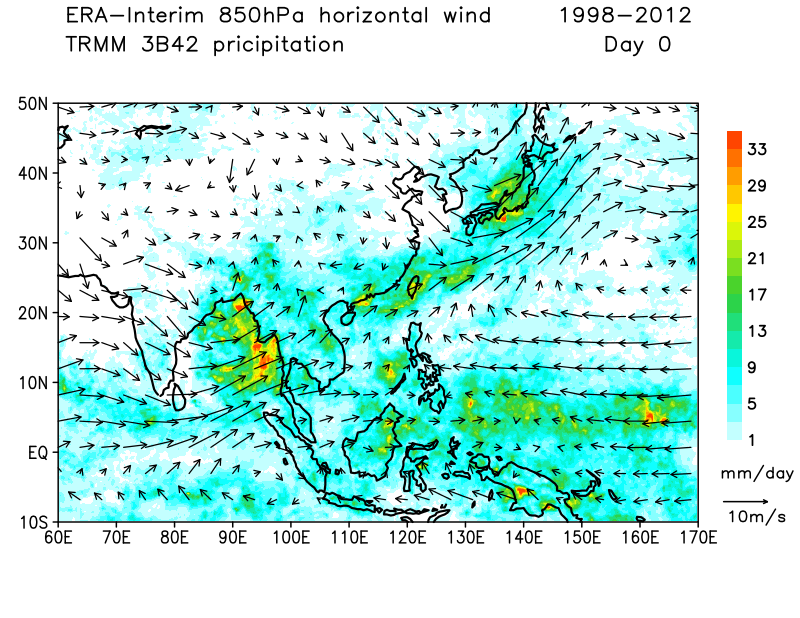 ERA-Interim 850hPa horizontal wind 1998-2012
TRMM 3B42 pricipitation Day 0
50N
40N
30N
20N
10N
EQ
10S
60E 70E 80E 90E 100E 110E 120E 130E 140E 150E 160E 170E
33
29
25
21
17
13
9
5
1
mm/day
10m/s